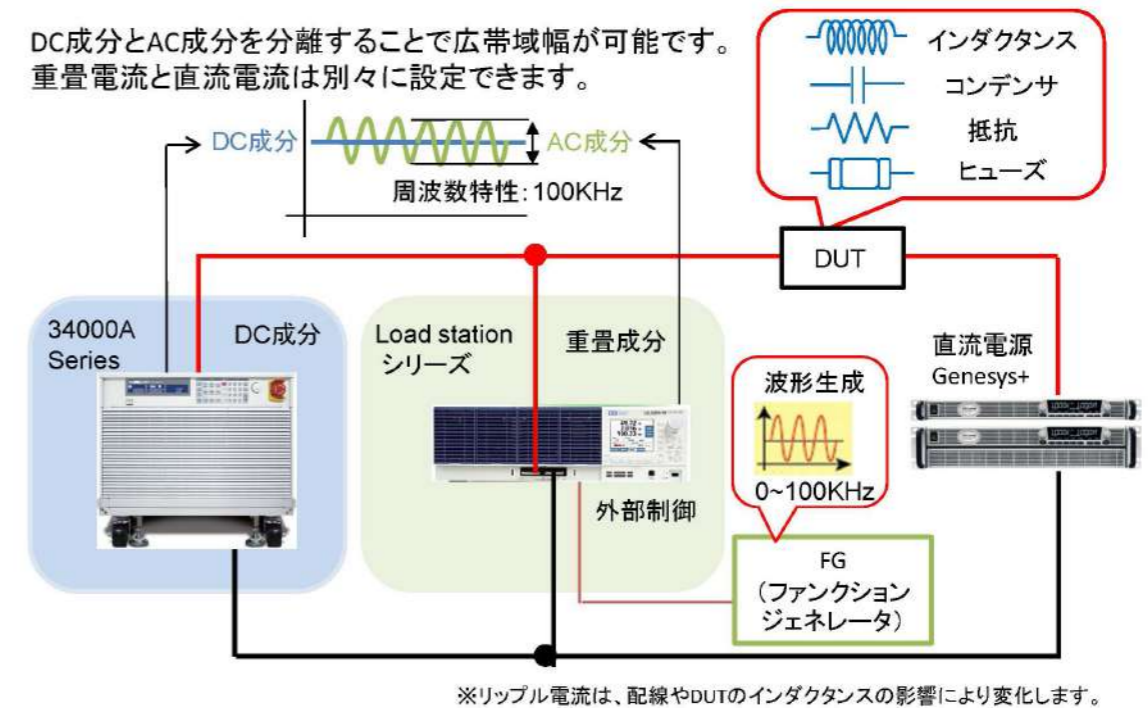 DC成分とAC成分を分離することで広帯域幅が可能です。
重畳電流と直流電流は別々に設定できます。
インダクタンス
コンデンサ
抵抗
ヒューズ
DC成分
AC成分
周波数特性:100KHz
DUT
34000A
Series
DC成分
Load station
シリーズ
重畳成分
外部制御
波形生成
0~100KHz
直流電源
Genesys+
FG
(ファンクション
ジェネレータ)
※リップル電流は、配線やDUTのインダクタンスの影響により変化します。